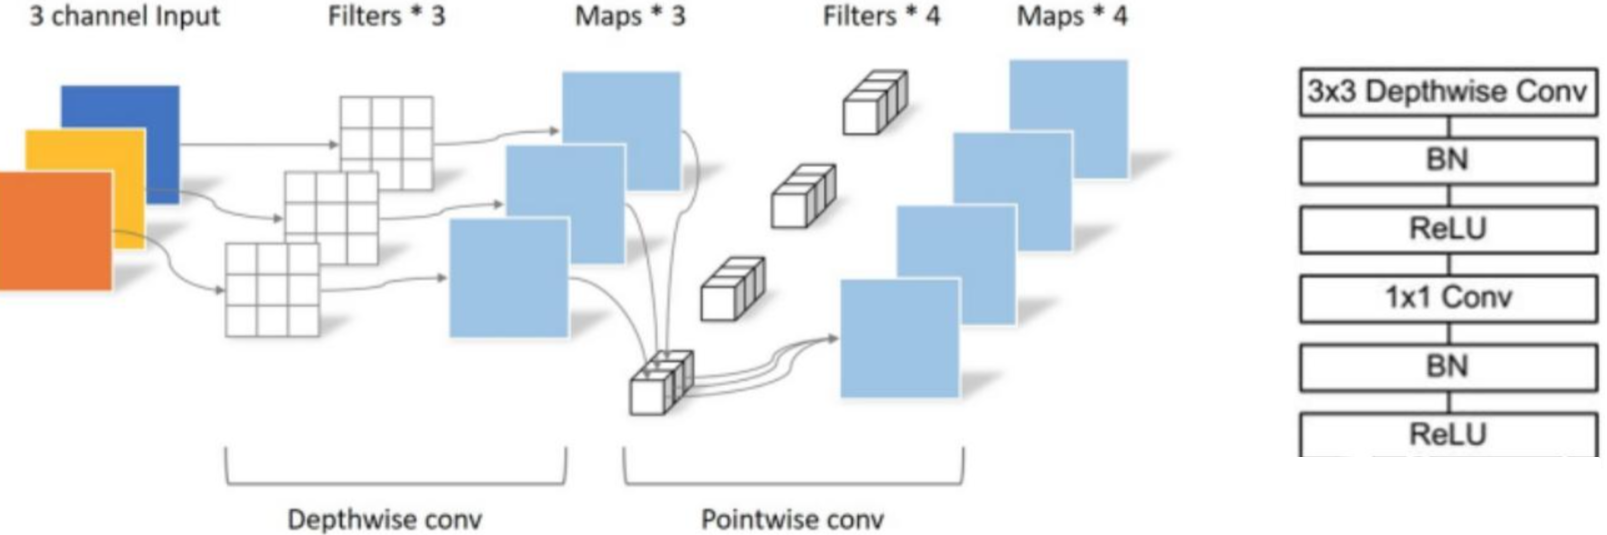 3 channel Input
Filters * 3
Maps * 3
Filters * 4
Maps * 4
Depthwise conv
Pointwise conv
3x3 Depthwise Conv
BN
ReLU
1x1 Conv
BN
ReLU